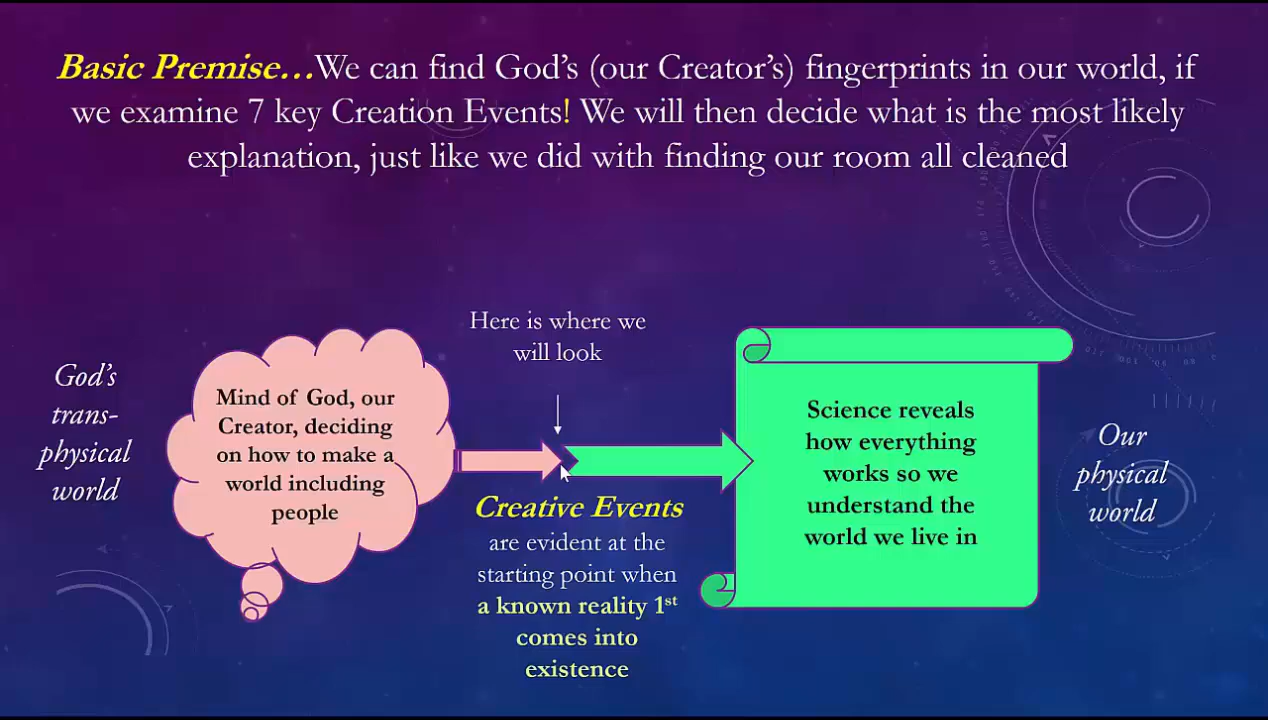 Basic Premise...We can find God's (our Creator's) fingerprints in our world, if
we examine 7 key Creation Events! We will then decide what is the most likely
explanation, just like we did with finding our room all cleaned
Here is where we
will look
God's
trans-
physical
world
Mind of God, our
Creator, deciding
on how to make a
world including
people
Creative Events
are evident at the
starting point when
a known reality 1st
comes into
existence
Science reveals
how everything
works so we
understand the
world we live in
Our
physical
world